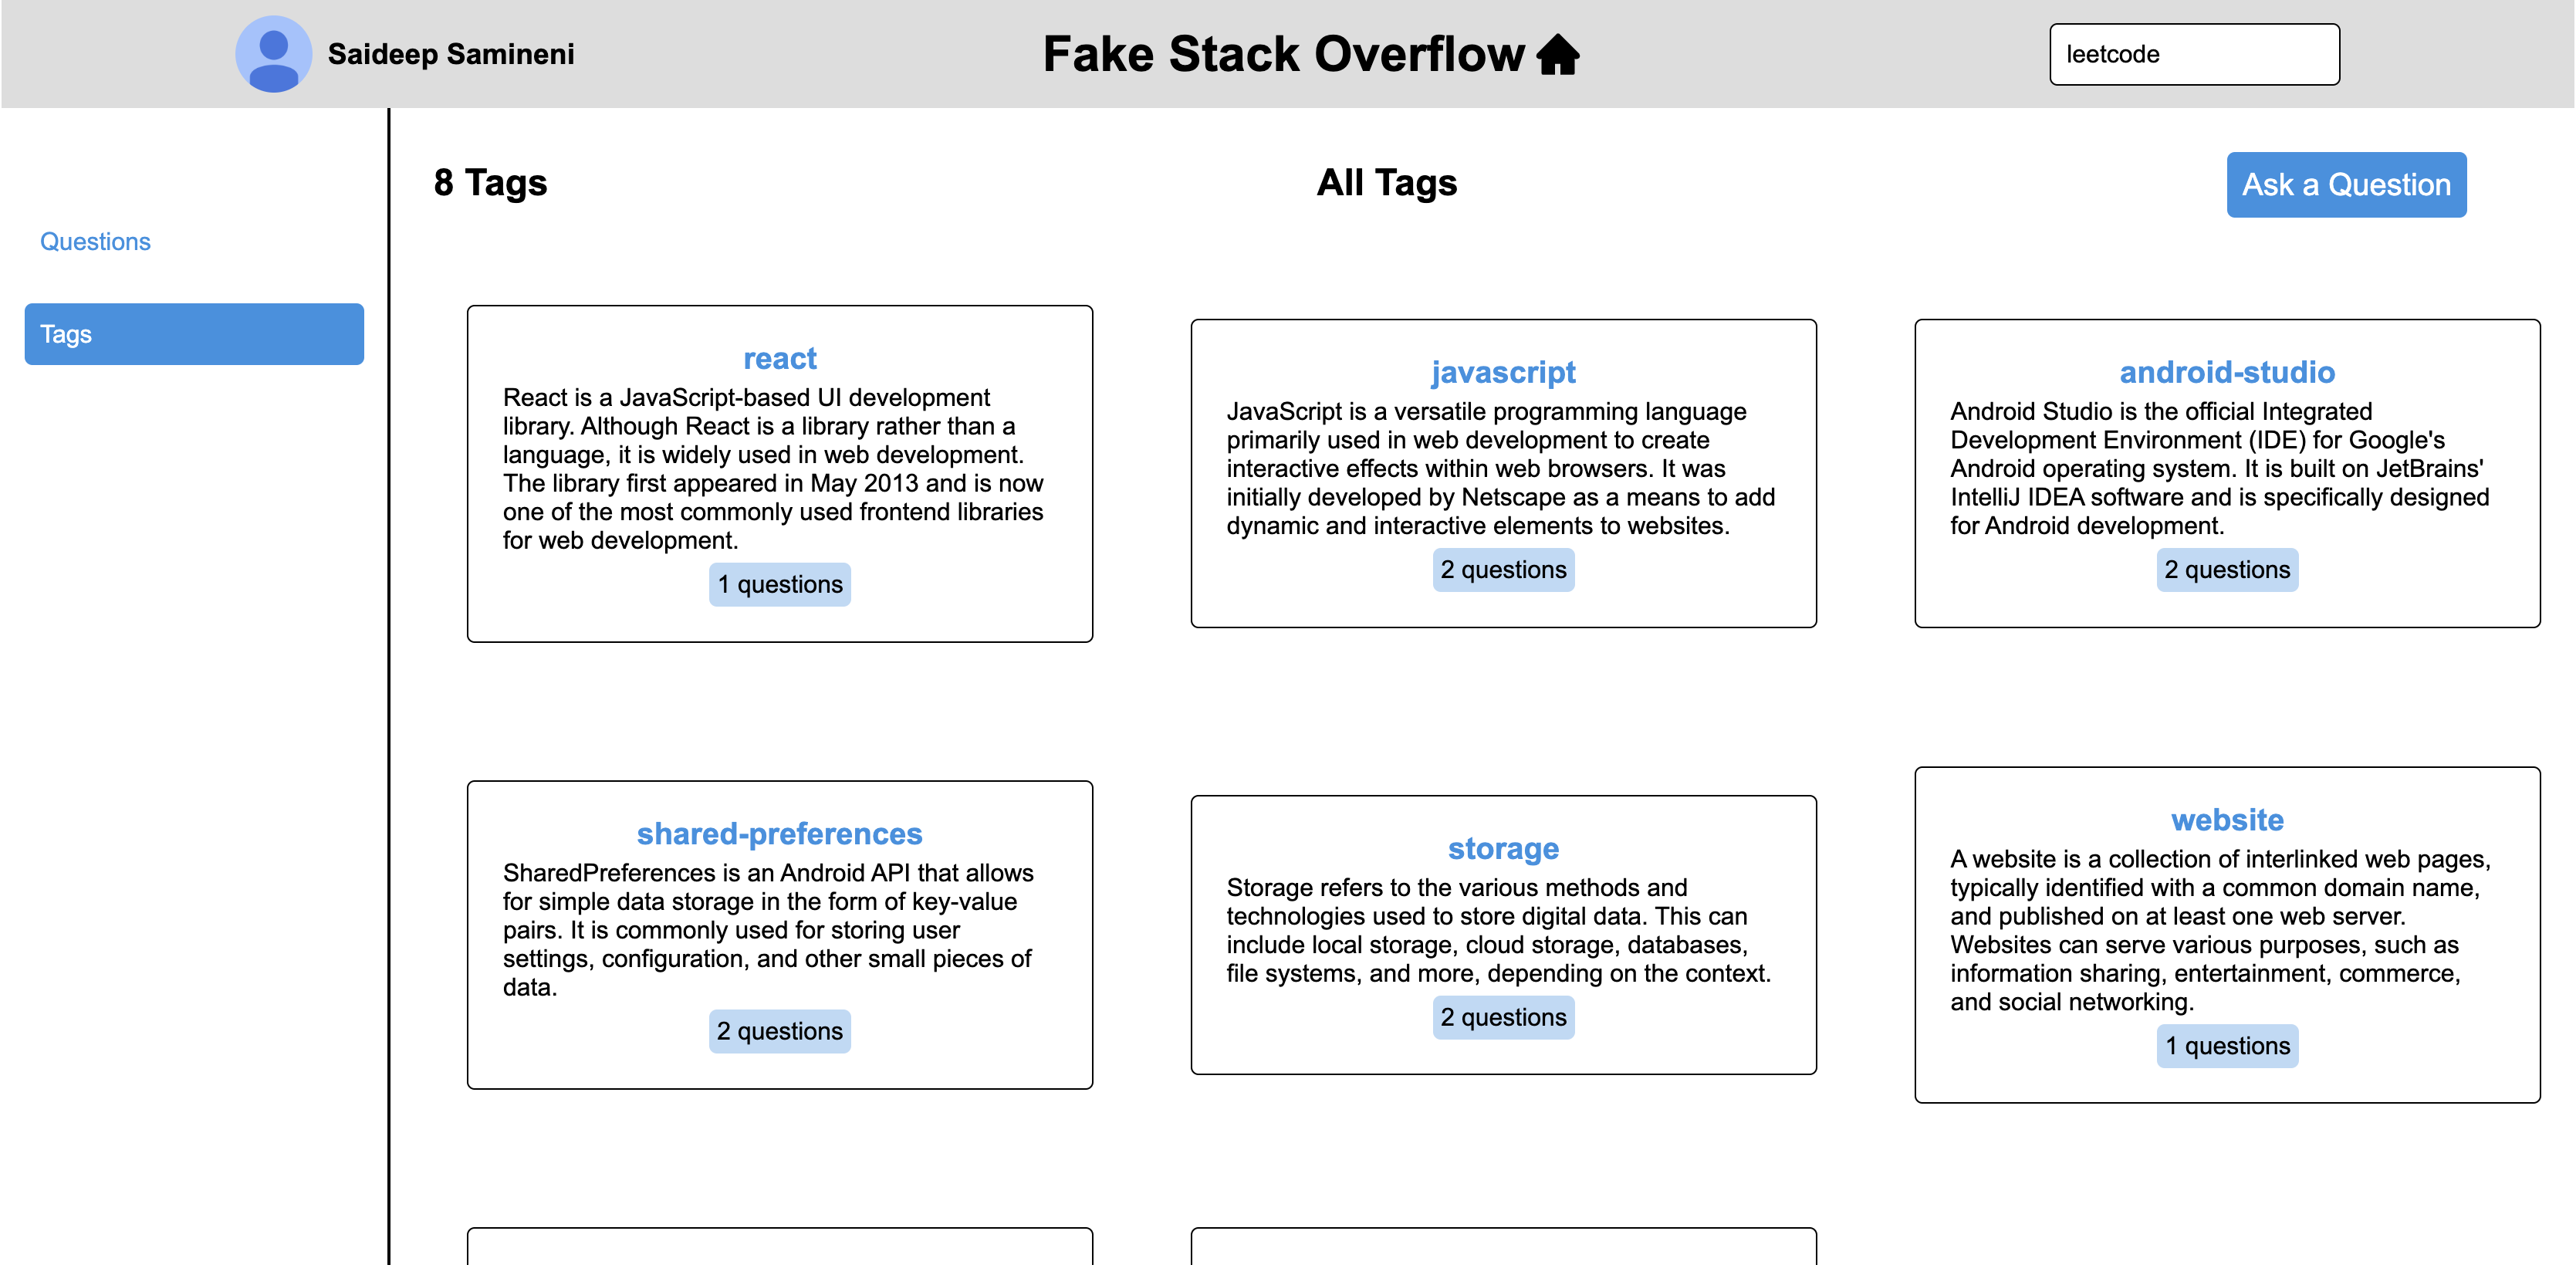 Saideep Samineni
Fake Stack Overflow
leetcode
8 Tags
All Tags
Ask a Question
Questions
Tags
react
React is a JavaScript-based UI development
library. Although React is a library rather than a
language, it is widely used in web development.
The library first appeared in May 2013 and is now
one of the most commonly used frontend libraries
for web development.
1 questions
javascript
JavaScript is a versatile programming language
primarily used in web development to create
interactive effects within web browsers. It was
initially developed by Netscape as a means to add
dynamic and interactive elements to websites.
2 questions
android-studio
Android Studio is the official Integrated
Development Environment (IDE) for Google's
Android operating system. It is built on JetBrains'
IntelliJ IDEA software and is specifically designed
for Android development.
2 questions
shared-preferences
SharedPreferences is an Android API that allows
for simple data storage in the form of key-value
pairs. It is commonly used for storing user
settings, configuration, and other small pieces of
data.
2 questions
storage
Storage refers to the various methods and
technologies used to store digital data. This can
include local storage, cloud storage, databases,
file systems, and more, depending on the context.
2 questions
website
A website is a collection of interlinked web pages,
typically identified with a common domain name,
and published on at least one web server.
Websites can serve various purposes, such as
information sharing, entertainment, commerce,
and social networking.
1 questions